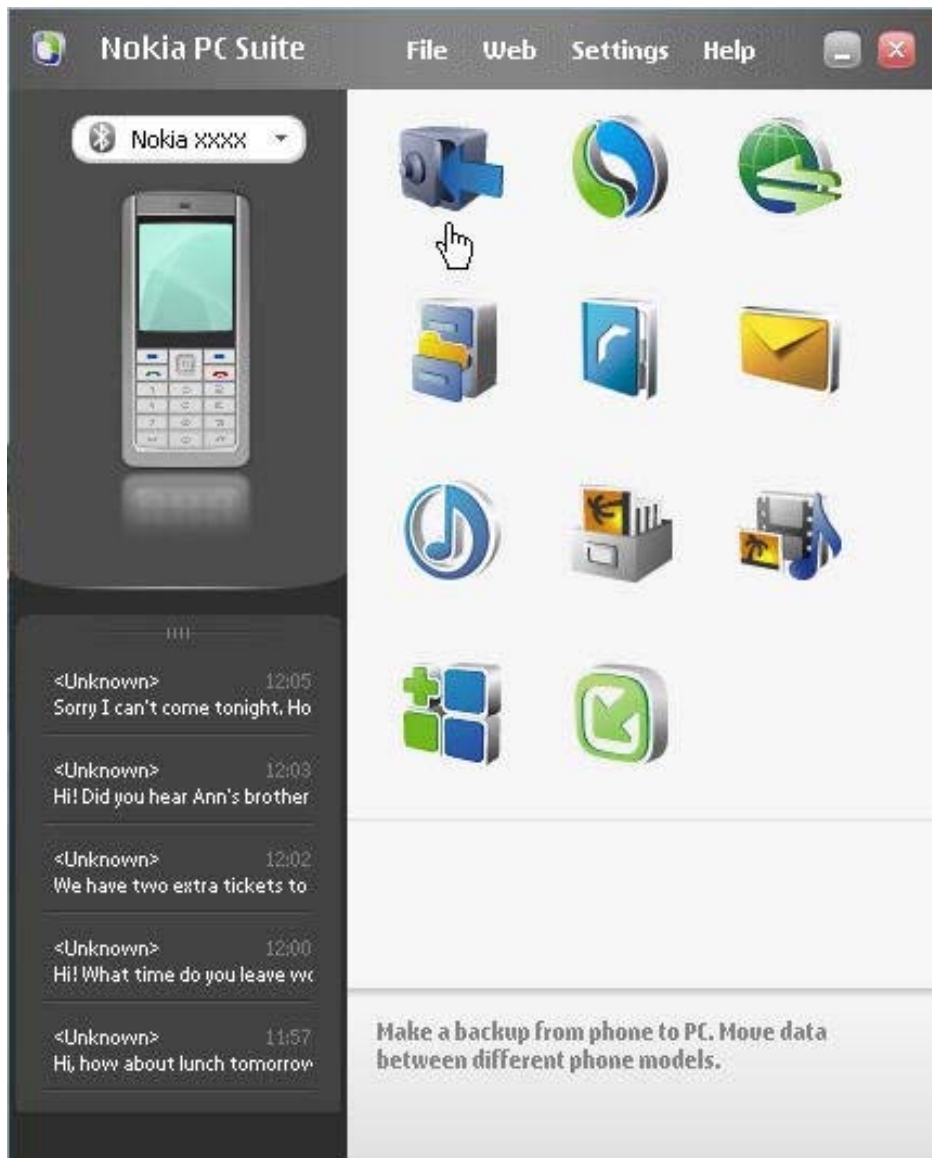 Nokia PC Suite
File Web Settings Help
Nokia xxxx
<Unknown> 12:05
Sorry I can't come tonight. Ho
<Unknown> 12:03
Hi! Did you hear Ann's brother
<Unknown> 12:02
We have two extra tickets to
<Unknown> 12:00
Hi! What time do you leave wo
<Unknown> 11:57
Hi, how about lunch tomorrow
Make a backup from phone to PC. Move data
between different phone models.